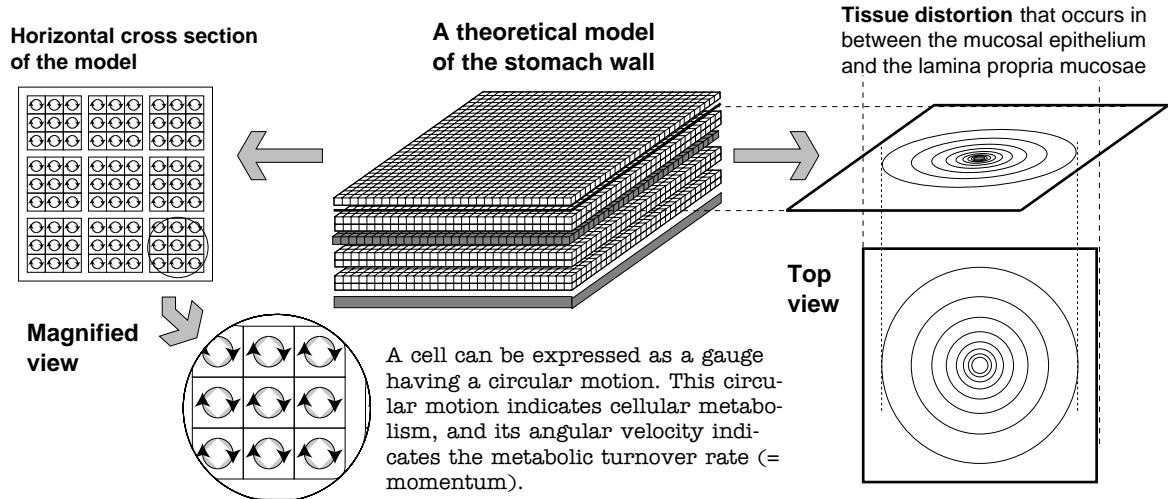 Horizontal cross section
of the model
A theoretical model
of the stomach wall
Tissue distortion that occurs in
between the mucosal epithelium
and the lamina propria mucosae
Magnified
view
A cell can be expressed as a gauge
having a circular motion. This circu-
lar motion indicates cellular metabo-
lism, and its angular velocity indi-
cates the metabolic turnover rate (=
momentum).
Top
view